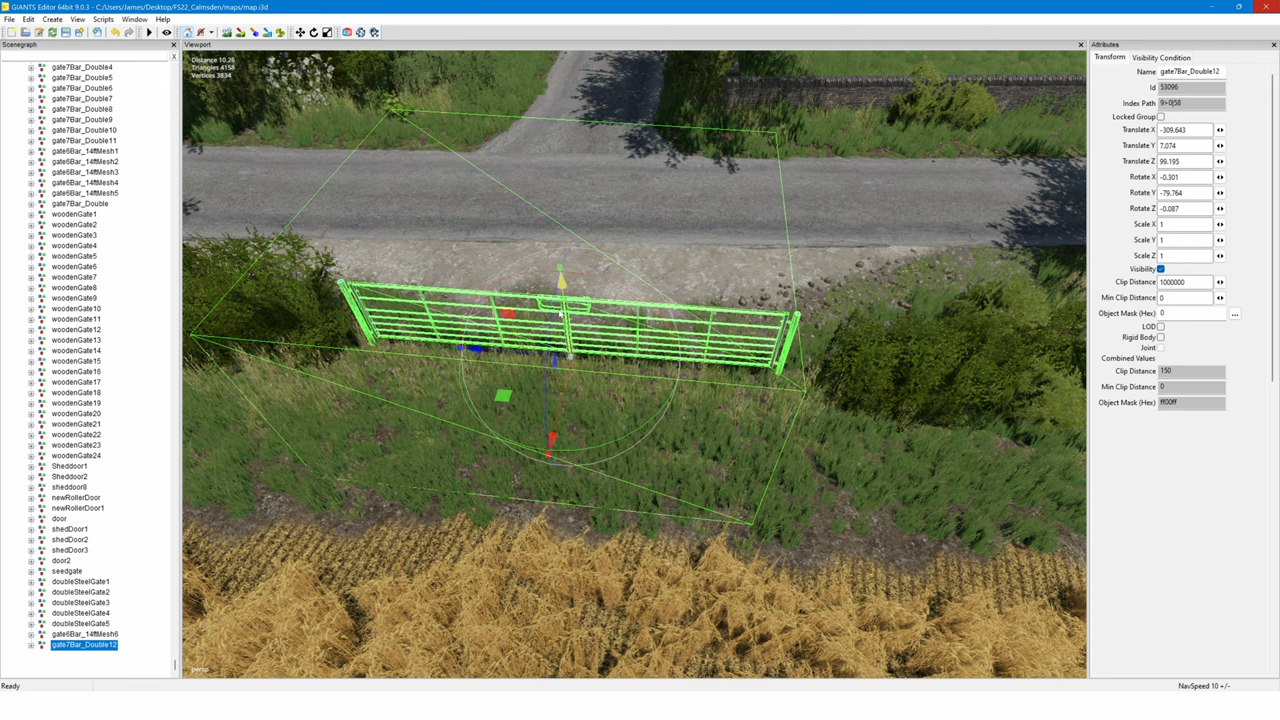 GIANTS Editor 64bit 9.0.3 - C:/Users/James/Desktop/FS22_Calmsden/maps/map.i3d
File Edit Create View Scripts Window Help
Scenegraph
X
gate7Bar_Double4
gate7Bar_Double5
gate7Bar_Double6
gate7Bar_Double7
gate7Bar_Double8
gate7Bar_Double9
gate7Bar_Double10
gate7Bar_Double11
gate6Bar_14ftMesh1
gate6Bar_14ftMesh2
gate6Bar_14ftMesh3
gate6Bar_14ftMesh4
gate6Bar_14ftMesh5
gate7Bar_Double
woodenGate1
woodenGate2
woodenGate3
woodenGate4
woodenGate5
woodenGate6
woodenGate7
woodenGate8
woodenGate9
woodenGate10
woodenGate11
woodenGate12
woodenGate13
woodenGate14
woodenGate15
woodenGate16
woodenGate17
woodenGate18
woodenGate19
woodenGate20
woodenGate21
woodenGate22
woodenGate23
woodenGate24
Sheddoor1
Sheddoor2
sheddoor8
newRollerDoor
newRollerDoor1
door
shedDoor1
shedDoor2
shedDoor3
door2
seedgate
doubleSteelGate1
doubleSteelGate2
doubleSteelGate3
doubleSteelGate4
doubleSteelGate5
gate6Bar_14ftMesh6
gate7Bar_Double12
Viewport
Distance 10.26
Triangles 4158
Vertices 3834
persp
Attributes
Transform Visibility Condition
Name gate7Bar_Double12
Id 53096
Index Path 9>0|58
Locked Group
Translate X -309.643
Translate Y 7.074
Translate Z 99.195
Rotate X -0.301
Rotate Y -79.764
Rotate Z -0.087
Scale X 1
Scale Y 1
Scale Z 1
Visibility
Clip Distance 1000000
Min Clip Distance 0
Object Mask (Hex) 0 ...
LOD
Rigid Body
Joint
Combined Values
Clip Distance 150
Min Clip Distance 0
Object Mask (Hex) ff00ff
Ready
NavSpeed 10 +/-